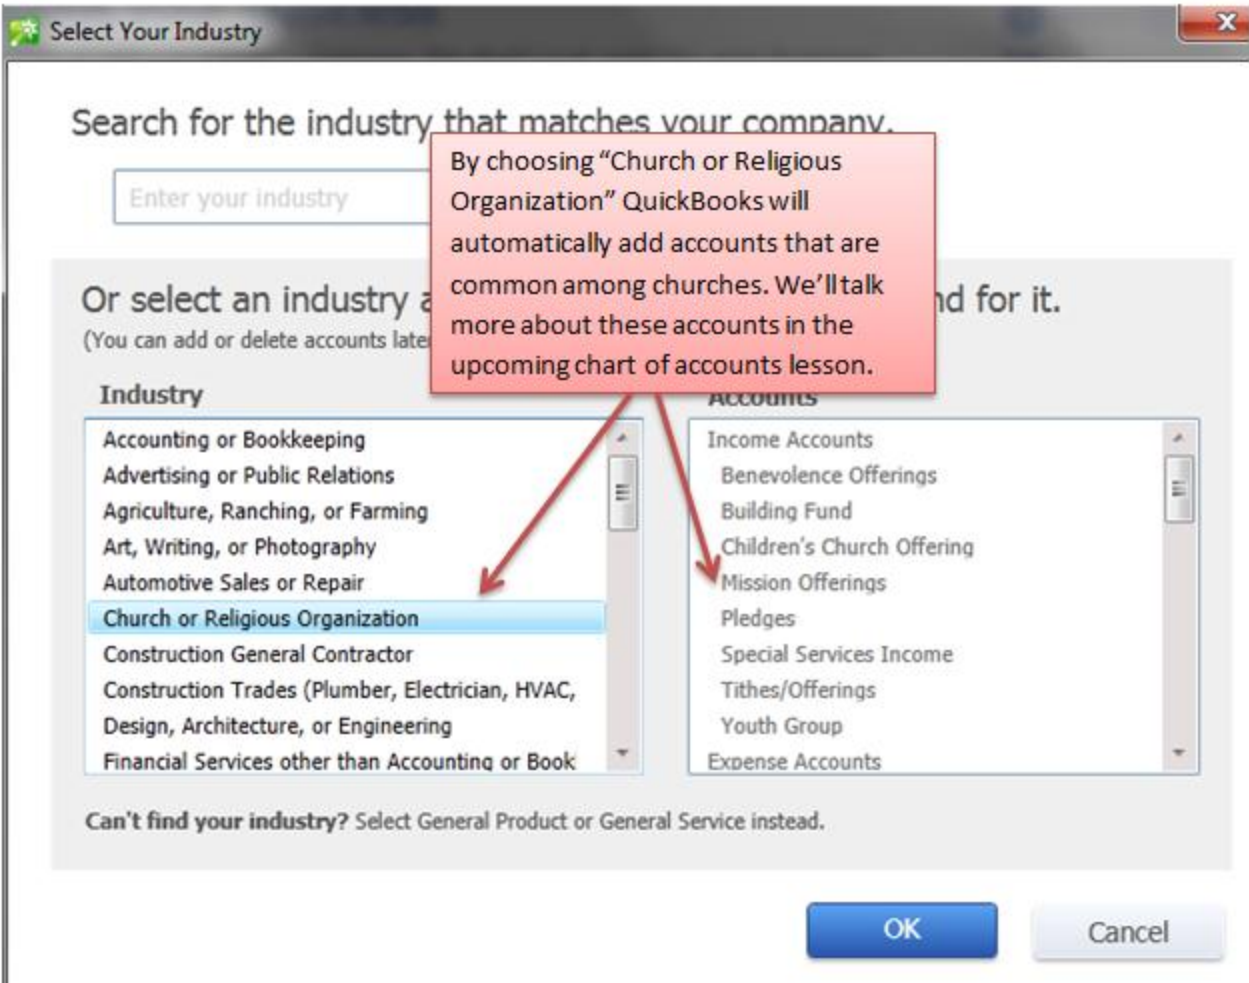 Select Your Industry
Search for the industry that matches your company.
Enter your industry
By choosing “Church or Religious
Organization” QuickBooks will
automatically add accounts that are
common among churches. We’ll talk
more about these accounts in the
upcoming chart of accounts lesson.
Or select an industry nd for it.
(You can add or delete accounts late
Industry
Accounting or Bookkeeping
Advertising or Public Relations
Agriculture, Ranching, or Farming
Art, Writing, or Photography
Automotive Sales or Repair
Church or Religious Organization
Construction General Contractor
Construction Trades (Plumber, Electrician, HVAC,
Design, Architecture, or Engineering
Financial Services other than Accounting or Book
Accounts
Income Accounts
Benevolence Offerings
Building Fund
Children's Church Offering
Mission Offerings
Pledges
Special Services Income
Tithes/Offerings
Youth Group
Expense Accounts
Can't find your industry? Select General Product or General Service instead.
OK
Cancel